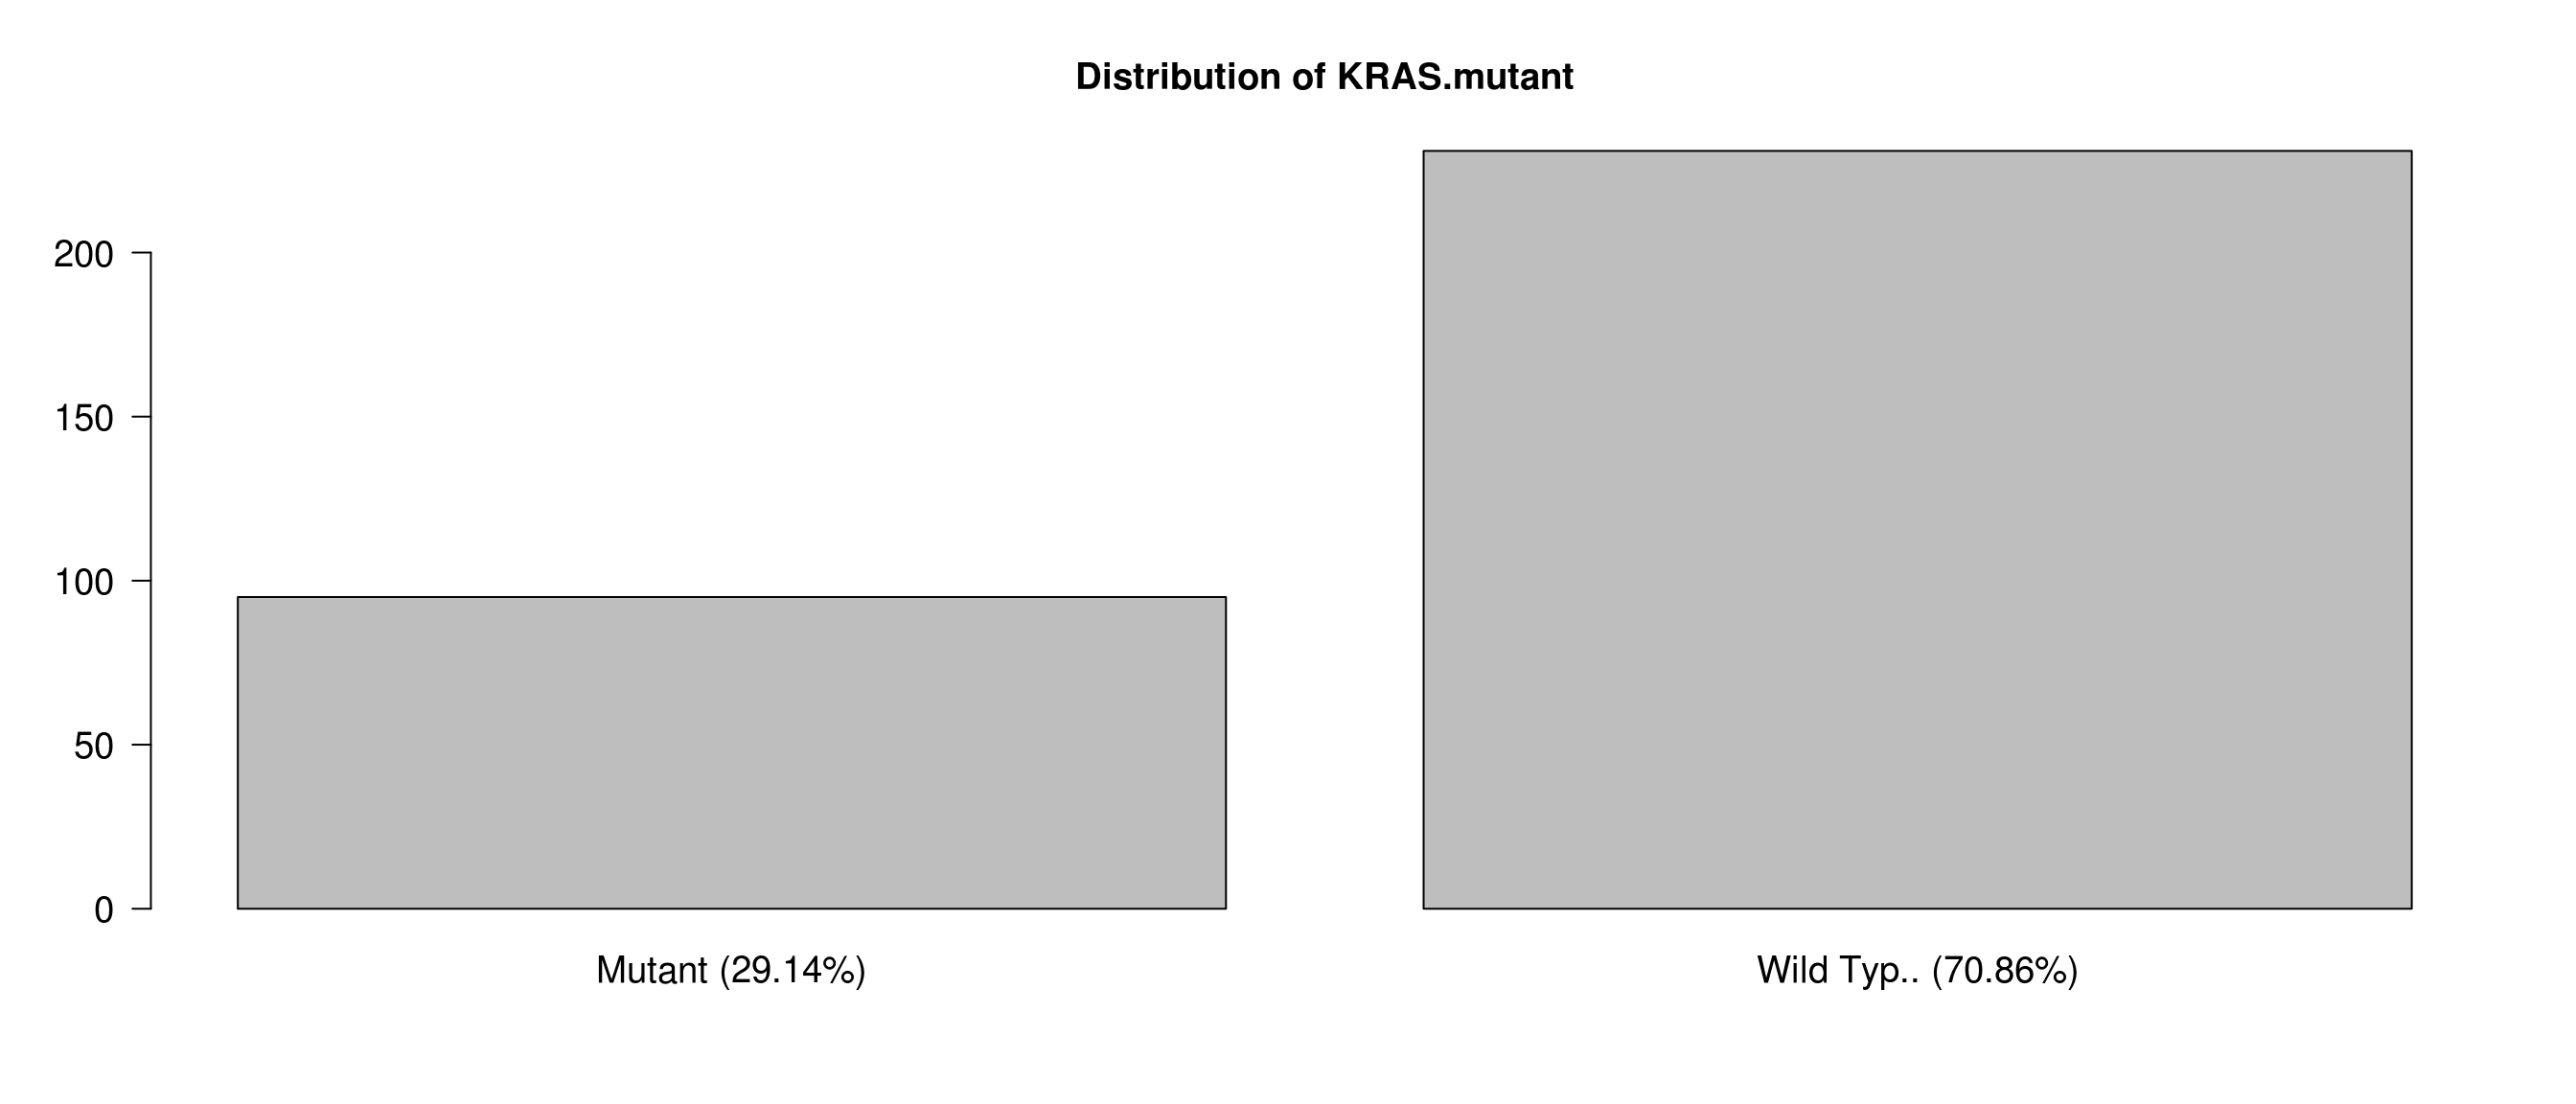 Distribution of KRAS.mutant
200
150
100
50
0
Mutant (29.14%)
Wild Typ.. (70.86%)